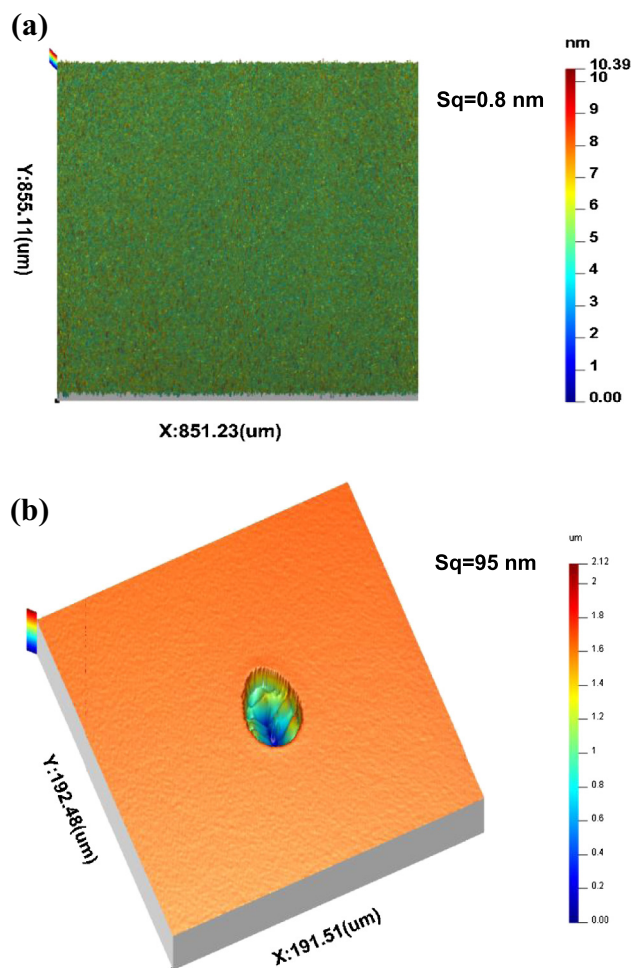 (a)
nm
10.39
10
9
8
7
6
5
4
3
2
1
0.00
Sq=0.8 nm
Y:855.11(um)
X:851.23(um)
(b)
um
2.12
2
1.8
1.6
1.4
1.2
1
0.8
0.6
0.4
0.2
0.00
Sq=95 nm
Y:192.48(um)
X:191.51(um)